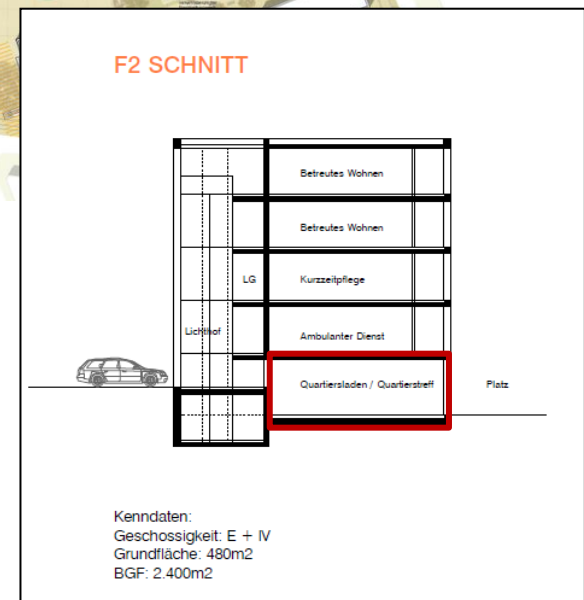 F2 SCHNITT
Betreutes Wohnen
Betreutes Wohnen
LG
Kurzzeitpflege
Lichthof
Ambulanter Dienst
Quartiersladen / Quartierstreff
Platz
Kenndaten:
Geschossigkeit: E + IV
Grundfläche: 480m2
BGF: 2.400m2